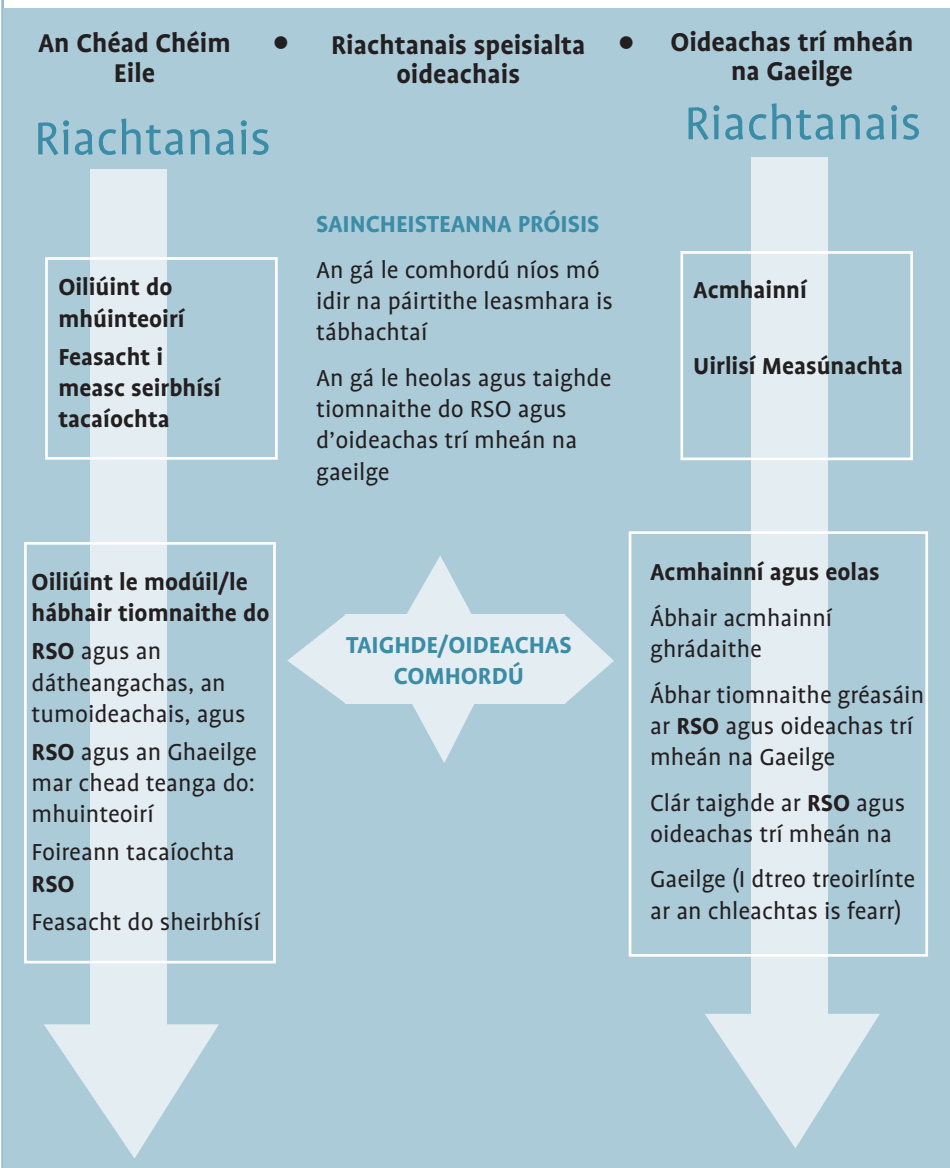 An Chéad Chéim
Eile
•
Riachtanais speisialta
oideachais
•
Oideachas trí mheán
na Gaeilge
Riachtanais
Oiliúint do
mhúinteoirí
Feasacht i
measc seirbhísí
tacaíochta
Oiliúint le modúil/le
hábhair tiomnaithe do
RSO agus an
dátheangachas, an
tumoideachais, agus
RSO agus an Ghaeilge
mar chead teanga do:
mhuinteoirí
Foireann tacaíochta
RSO
Feasacht do sheirbhísí
SAINCHEISTEANNA PRÓISIS
An gá le comhordú níos mó
idir na páirtithe leasmhara is
tábhachtaí
An gá le heolas agus taighde
tiomnaithe do RSO agus
d'oideachas trí mheán na
gaeilge
TAIGHDE/OIDEACHAS
COMHORDÚ
Riachtanais
Acmhainní
Uirlisí Measúnachta
Acmhainní agus eolas
Ábhair acmhainní
ghrádaithe
Ábhar tiomnaithe gréasáin
ar RSO agus oideachas trí
mheán na Gaeilge
Clár taighde ar RSO agus
oideachas trí mheán na
Gaeilge (I dtreo treoirlínte
ar an chleachtas is fearr)